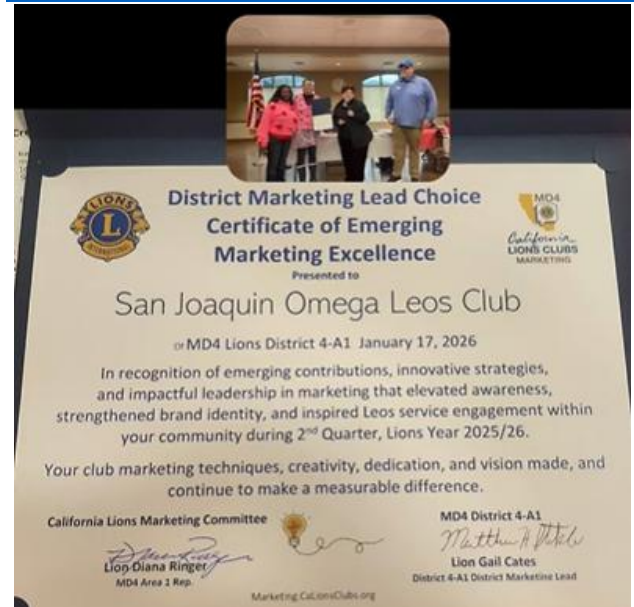 LIONS
L
INTERNATIONAL
District Marketing Lead Choice
Certificate of Emerging
Marketing Excellence
MD4
California
LIONS CLUBS
MARKETING
Presented to
San Joaquin Omega Leos Club
of MD4 Lions District 4-A1 January 17, 2026
In recognition of emerging contributions, innovative strategies,
and impactful leadership in marketing that elevated awareness,
strengthened brand identity, and inspired Leos service engagement within
your community during 2nd Quarter, Lions Year 2025/26.
Your club marketing techniques, creativity, dedication, and vision made, and
continue to make a measurable difference.
California Lions Marketing Committee
Lion Diana Ringer
MD4 Area 1 Rep.
MD4 District 4-A1
Lion Gail Cates
District 4-A1 District Marketing Lead
Marketing.CaLionsClubs.org